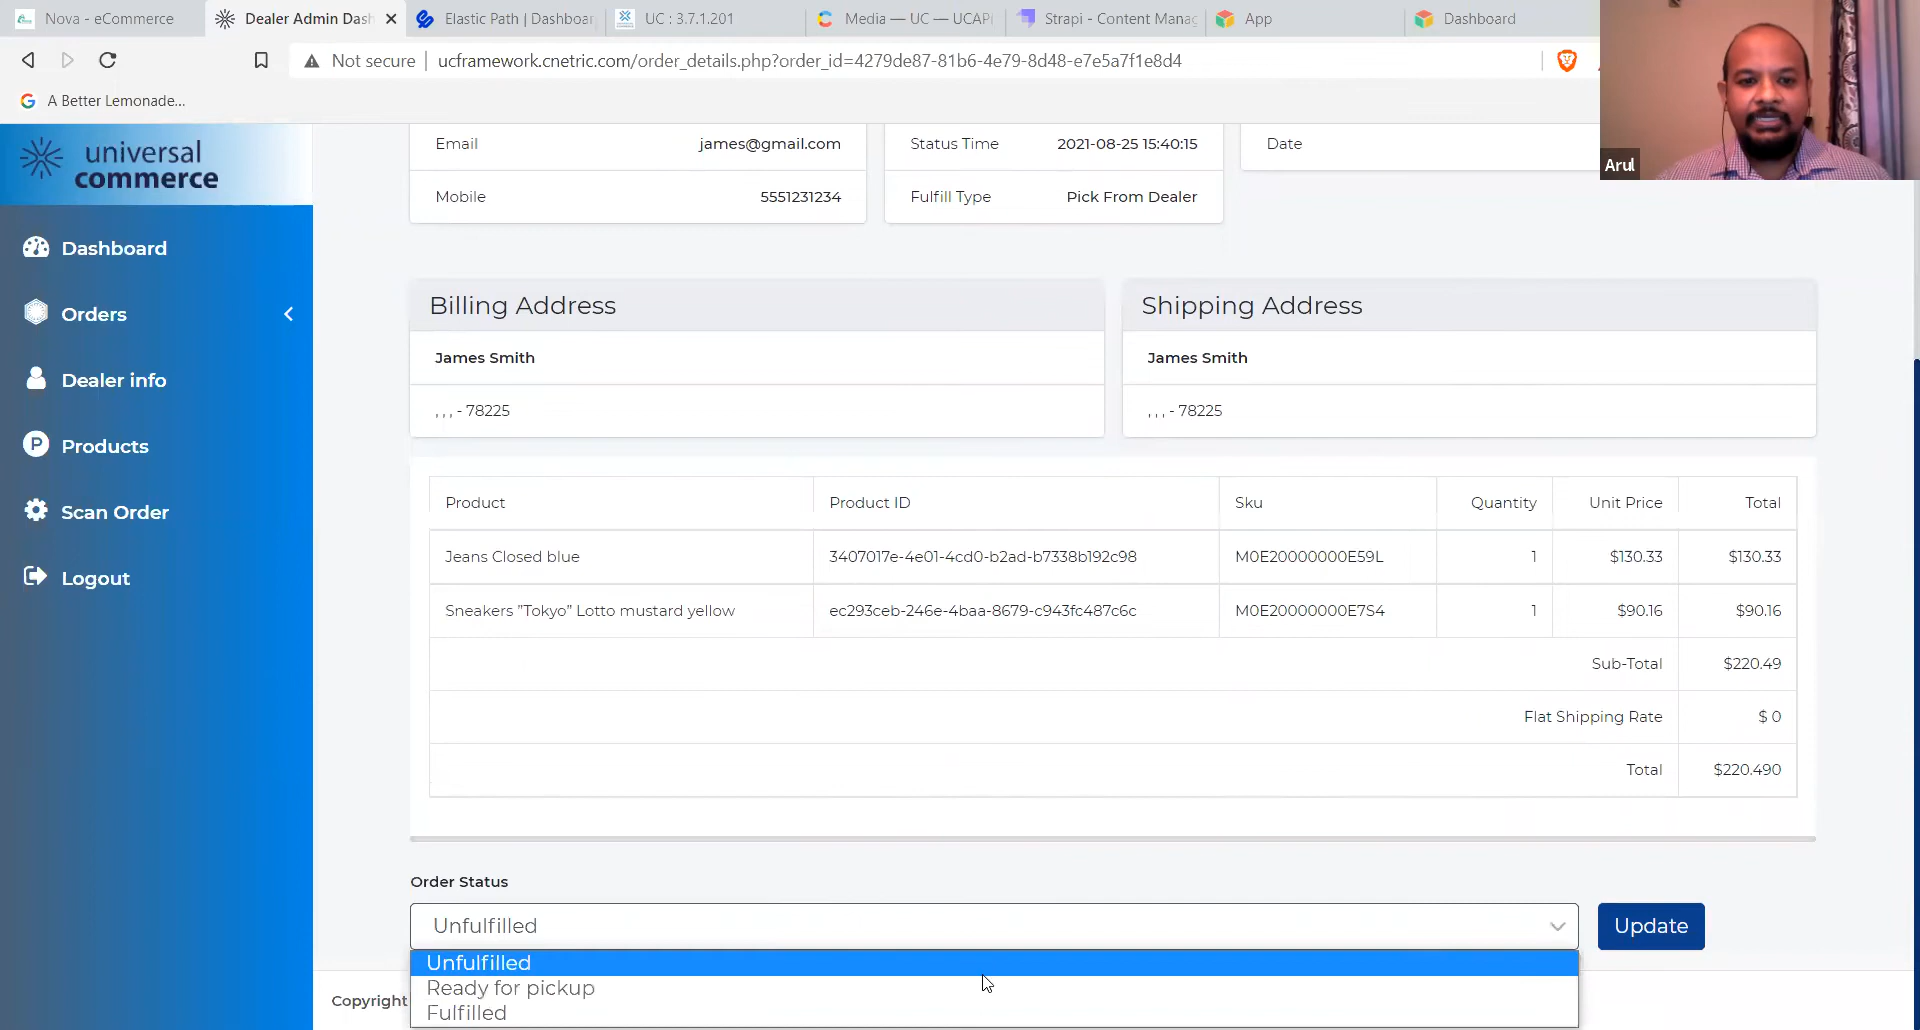 Nova - eCommerce
Dealer Admin Das
Elastic Path | Dashboar
UC : 3.7.1.201
Media — UC — UCAPI
Strapi - Content Manag
App
Dashboard
Not secure
ucframework.cnetric.com/order_details.php?order_id=4279de87-81b6-4e79-8d48-e7e5a7f1e8d4
A Better Lemonade...
Arul
universal
commerce
Dashboard
Orders
Dealer info
Products
Scan Order
Logout
Email james@gmail.com
Mobile 5551231234
Status Time 2021-08-25 15:40:15
Fulfill Type Pick From Dealer
Date
Billing Address
James Smith
, , , - 78225
Shipping Address
James Smith
, , , - 78225
Product Product ID Sku Quantity Unit Price Total
Jeans Closed blue 3407017e-4e01-4cd0-b2ad-b7338b192c98 M0E20000000E59L 1 $130.33 $130.33
Sneakers ”Tokyo” Lotto mustard yellow ec293ceb-246e-4baa-8679-c943fc487c6c M0E20000000E7S4 1 $90.16 $90.16
Sub-Total $220.49
Flat Shipping Rate $ 0
Total $220.490
Order Status
Unfulfilled
Update
Unfulfilled
Ready for pickup
Fulfilled
Copyright